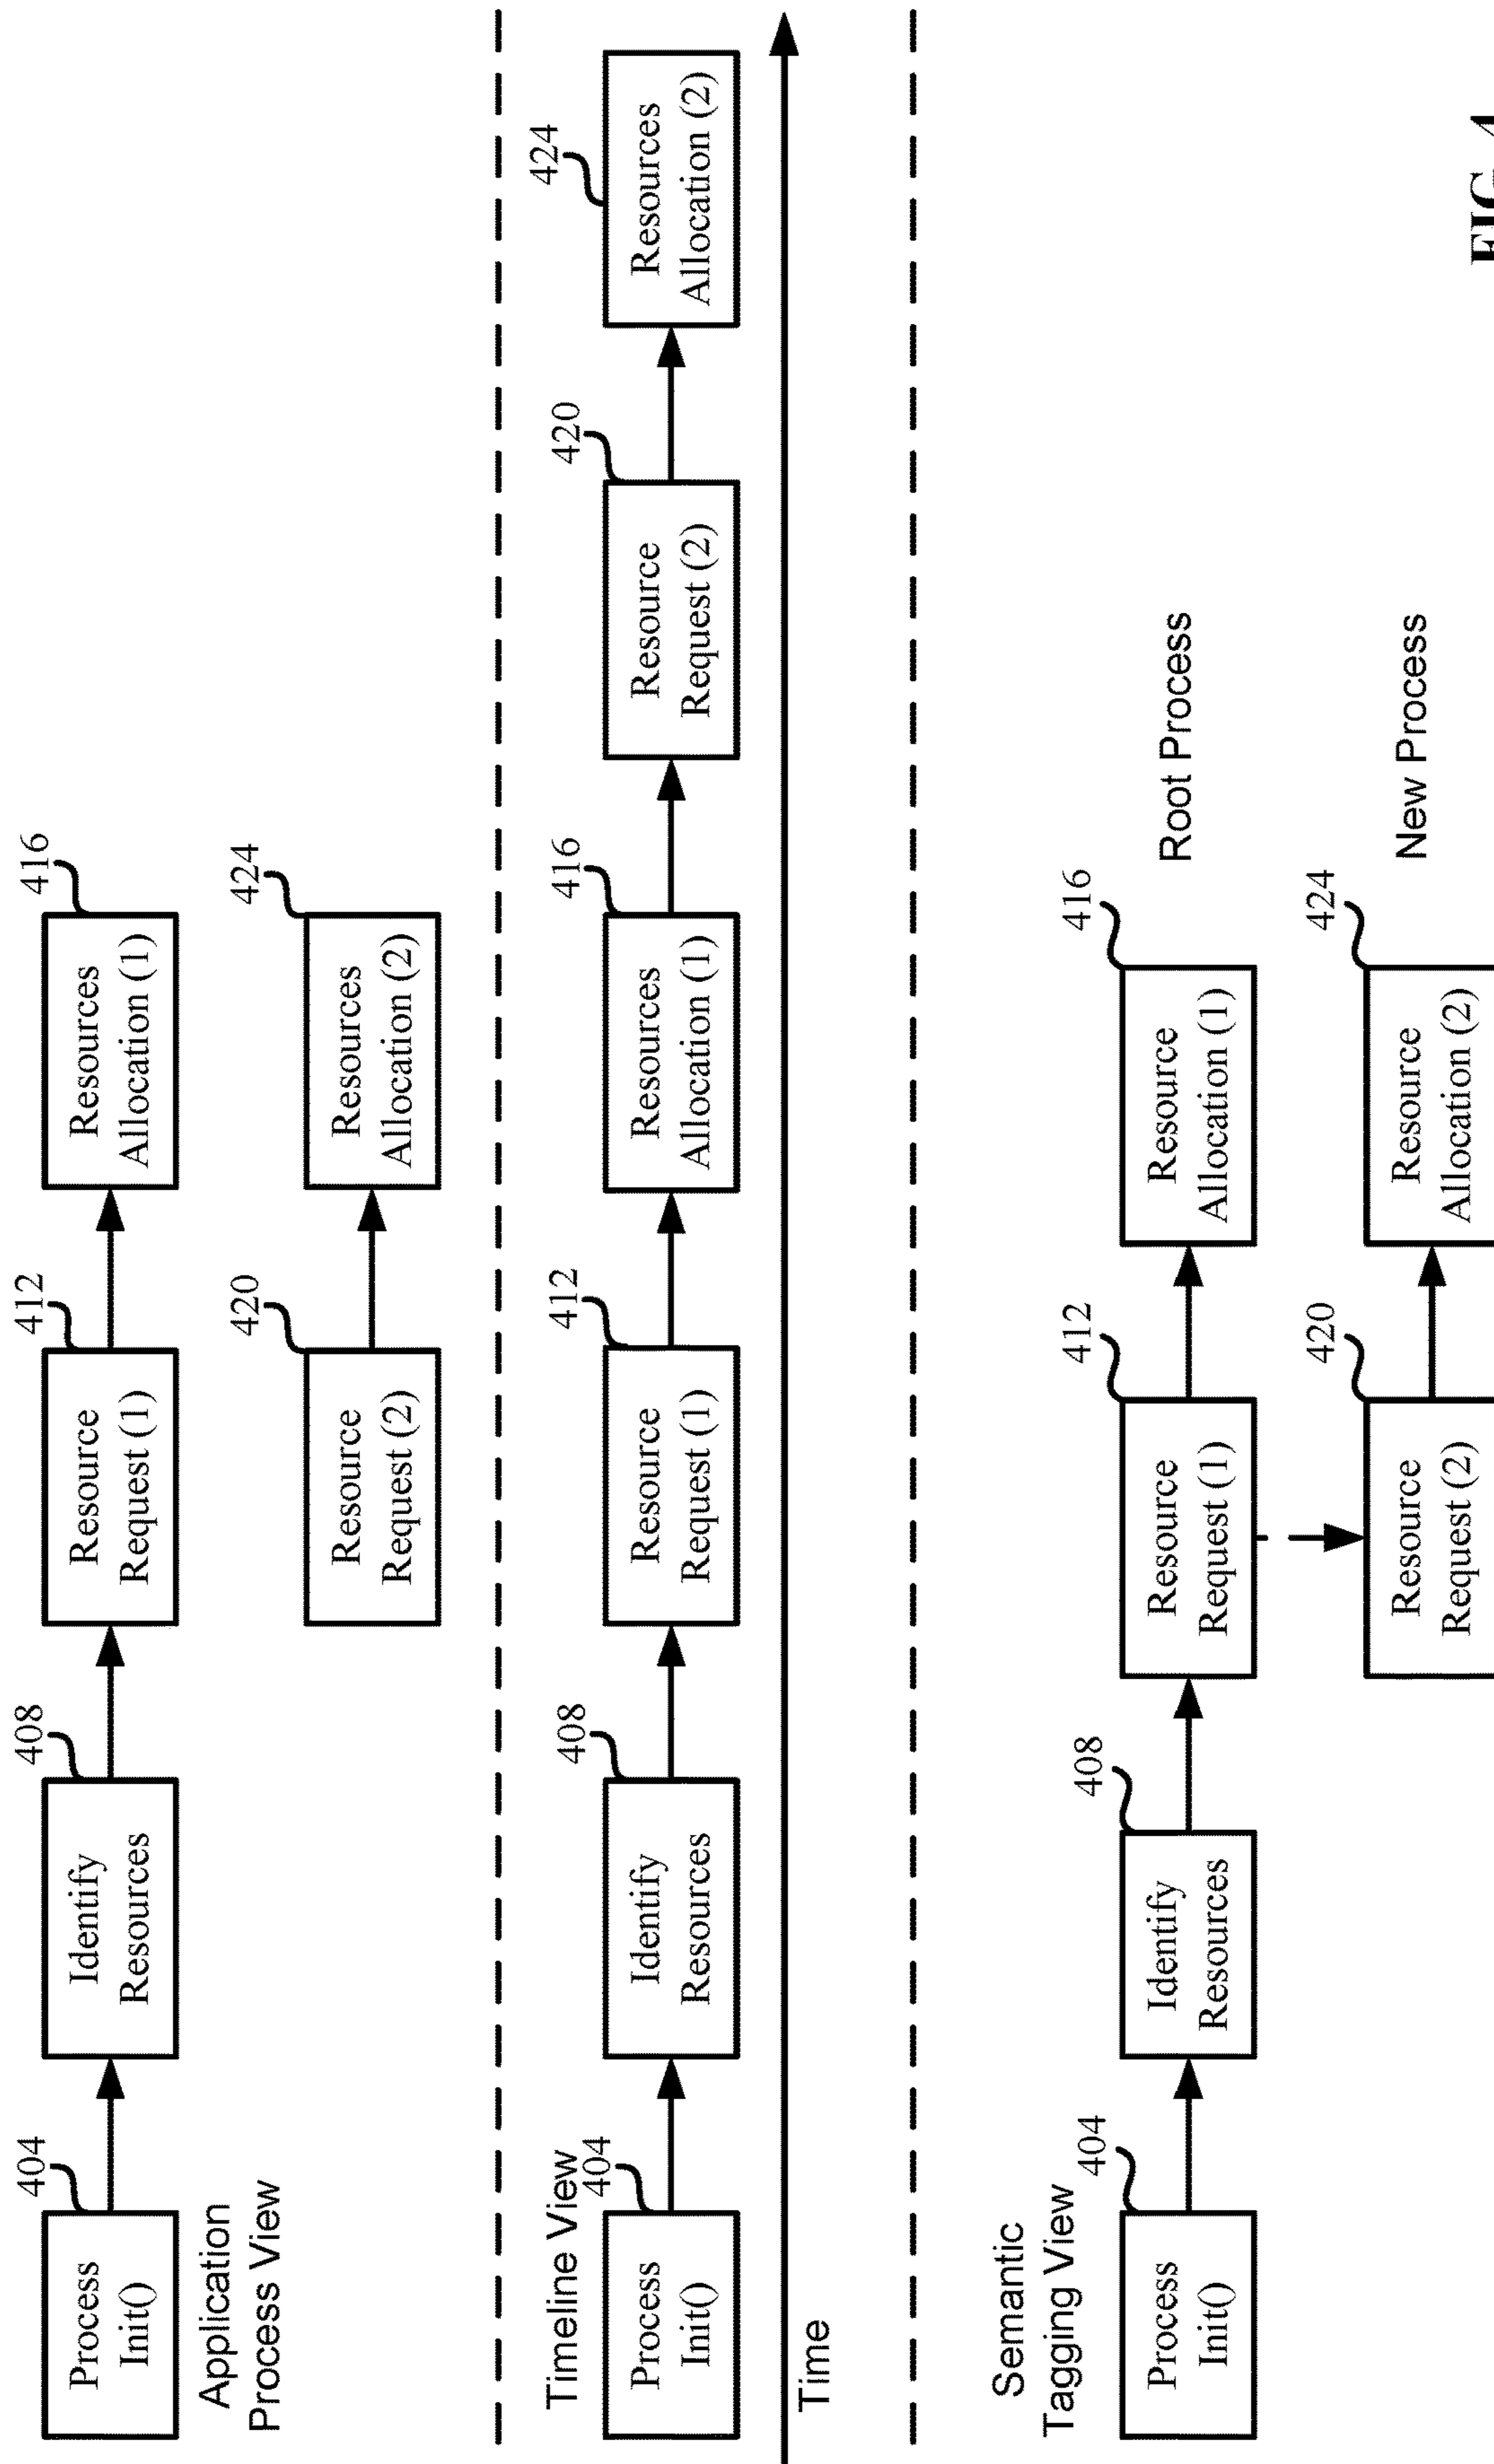 404
408
412
416
Process
Init()
Identify
Resources
Resource
Request (1)
Resources
Allocation (1)
Application
Process View
420
424
Resource
Request (2)
Resources
Allocation (2)
Timeline View
404
408
412
416
420
424
Process
Init()
Identify
Resources
Resource
Request (1)
Resources
Allocation (1)
Resource
Request (2)
Resources
Allocation (2)
Time
Semantic
Tagging View
404
408
412
416
Process
Init()
Identify
Resources
Resource
Request (1)
Resource
Allocation (1)
Root Process
420
424
Resource
Request (2)
Resource
Allocation (2)
New Process
FIG. 4